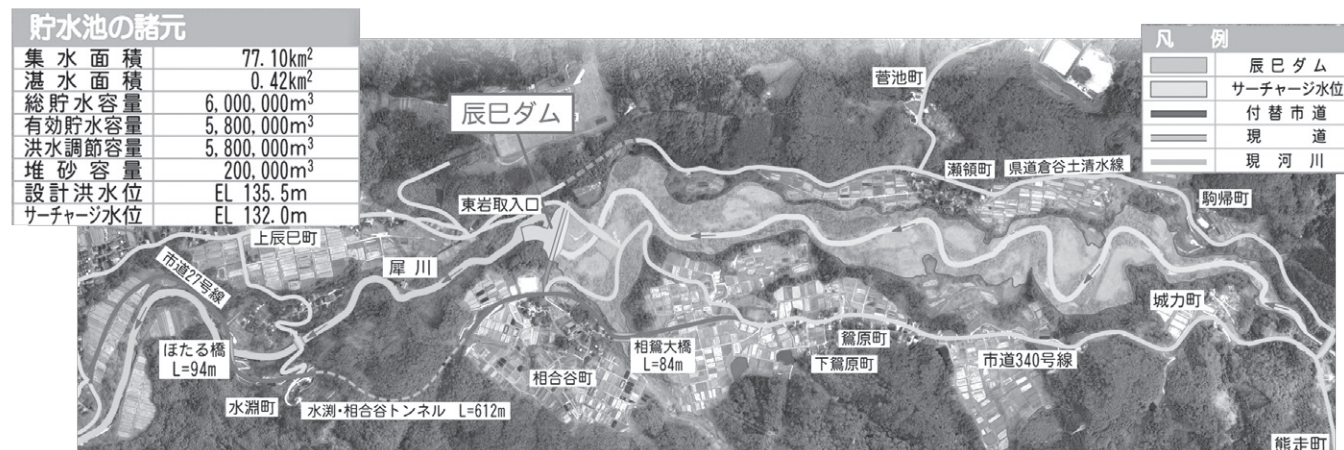 貯水池の諸元
集水面積 77.10km²
湛水面積 0.42km²
総貯水容量 6,000,000m³
有効貯水容量 5,800,000m³
洪水調節容量 5,800,000m³
堆砂容量 200,000m³
設計洪水位 EL 135.5m
サーチャージ水位 EL 132.0m
凡例
辰巳ダム
サーチャージ水位
付替市道
現道
現河川
菅池町
辰巳ダム
瀬領町
県道倉谷土清水線
駒帰町
東岩取入口
上辰巳町
犀川
市道27号線
城力町
ほたる橋
L=94m
相鴛大橋
L=84m
鴛原町
下鴛原町
市道340号線
相合谷町
水淵町
水渕・相合谷トンネル L=612m
熊走町